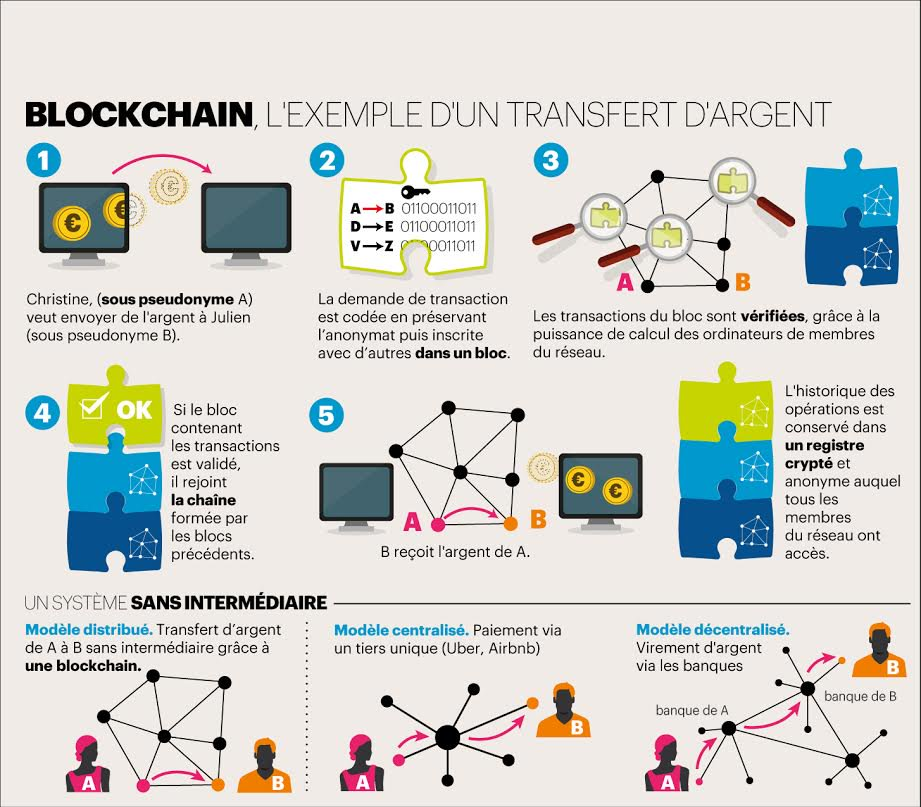 BLOCKCHAIN, L'EXEMPLE D'UN TRANSFERT D'ARGENT
1
€
€
€
Christine, (sous pseudonyme A)
veut envoyer de l'argent à Julien
(sous pseudonyme B).
2
A→B 01100011011
D→E 01100011011
V→Z 01100011011
La demande de transaction
est codée en préservant
l'anonymat puis inscrite
avec d'autres dans un bloc.
3
A
B
Les transactions du bloc sont vérifiées, grâce à la
puissance de calcul des ordinateurs de membres
du réseau.
4
OK
Si le bloc
contenant
les transactions
est validé,
il rejoint
la chaîne
formée par
les blocs
précédents.
5
A
B
€
€
€
B reçoit l'argent de A.
L'historique des
opérations est
conservé dans
un registre
crypté et
anonyme auquel
tous les
membres
du réseau ont
accès.
UN SYSTÈME SANS INTERMÉDIAIRE
Modèle distribué. Transfert d'argent
de A à B sans intermédiaire grâce à
une blockchain.
A
B
Modèle centralisé. Paiement via
un tiers unique (Uber, Airbnb)
A
B
Modèle décentralisé.
Virement d'argent
via les banques
B
banque de B
banque de A
A